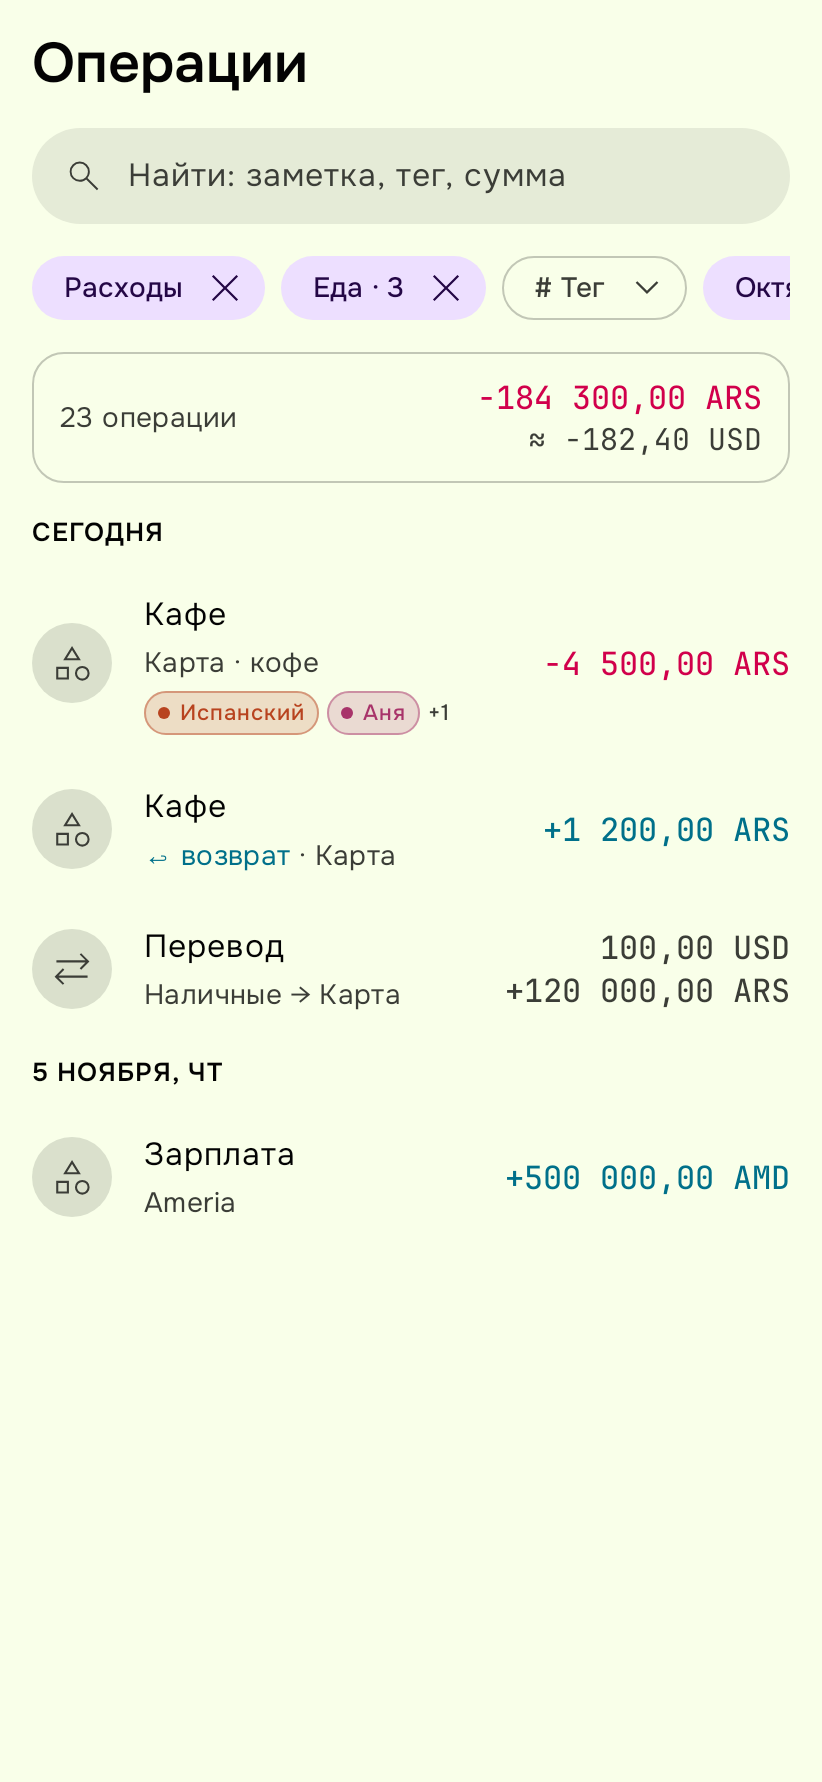 Операции
Найти: заметка, тег, сумма
Расходы Еда · 3 # Тег Октя
23 операции
-184 300,00 ARS
≈ -182,40 USD
СЕГОДНЯ
Кафе
Карта · кофе
-4 500,00 ARS
Испанский Аня +1
Кафе
↩ возврат · Карта
+1 200,00 ARS
Перевод
Наличные → Карта
100,00 USD
+120 000,00 ARS
5 НОЯБРЯ, ЧТ
Зарплата
Ameria
+500 000,00 AMD